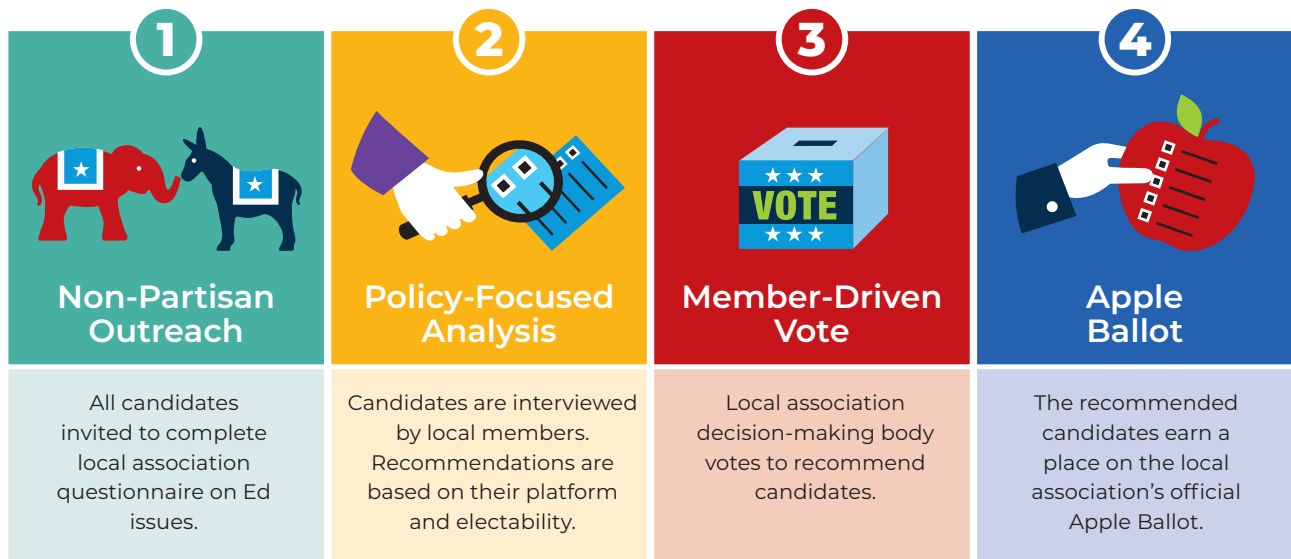 1
Non-Partisan
Outreach
All candidates
invited to complete
local association
questionnaire on Ed
issues.
2
Policy-Focused
Analysis
Candidates are interviewed
by local members.
Recommendations are
based on their platform
and electability.
3
VOTE
Member-Driven
Vote
Local association
decision-making body
votes to recommend
candidates.
4
Apple
Ballot
The recommended
candidates earn a
place on the local
association’s official
Apple Ballot.